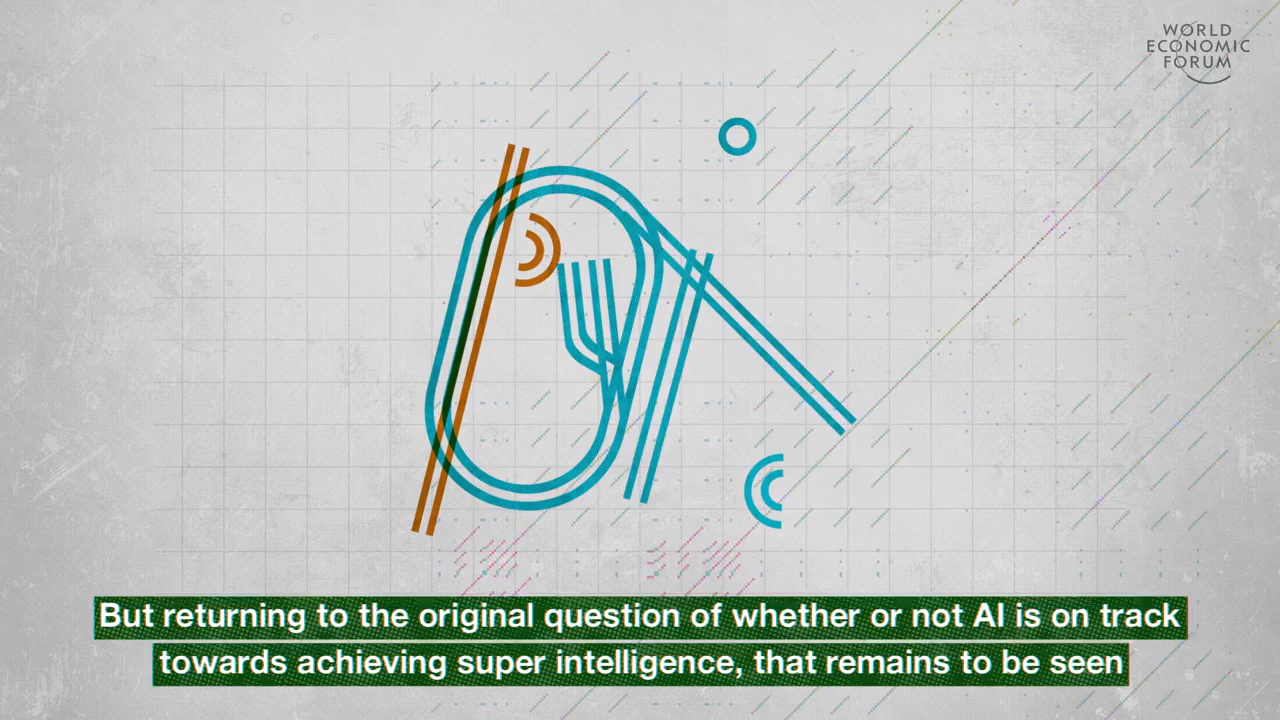 WORLD
ECONOMIC
FORUM
But returning to the original question of whether or not AI is on track
towards achieving super intelligence, that remains to be seen